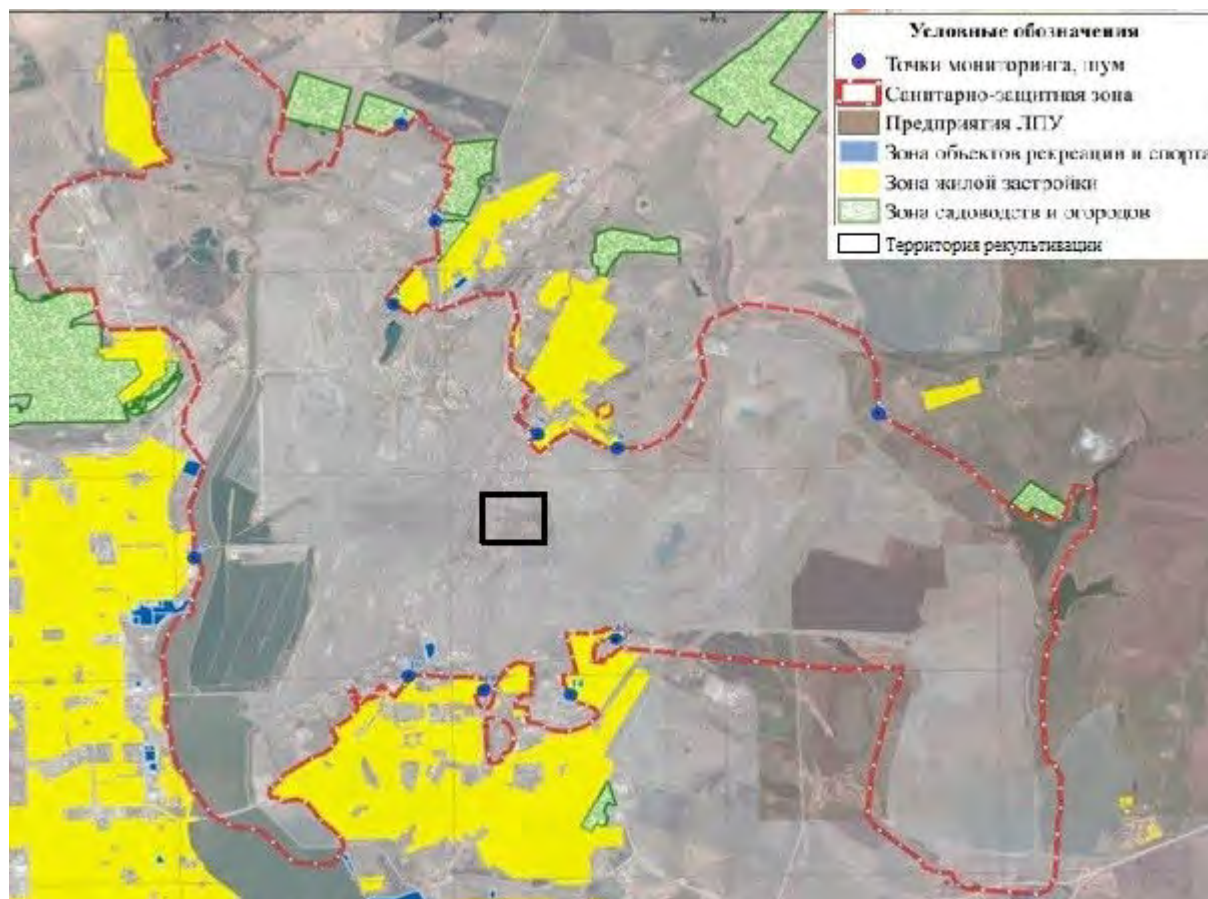 Условные обозначения
Точки мониторинга, шум
Санитарно-защитная зона
Предприятия ЛПУ
Зона объектов рекреации и спорта
Зона жилой застройки
Зона садоводств и огородов
Территория рекультивации
14